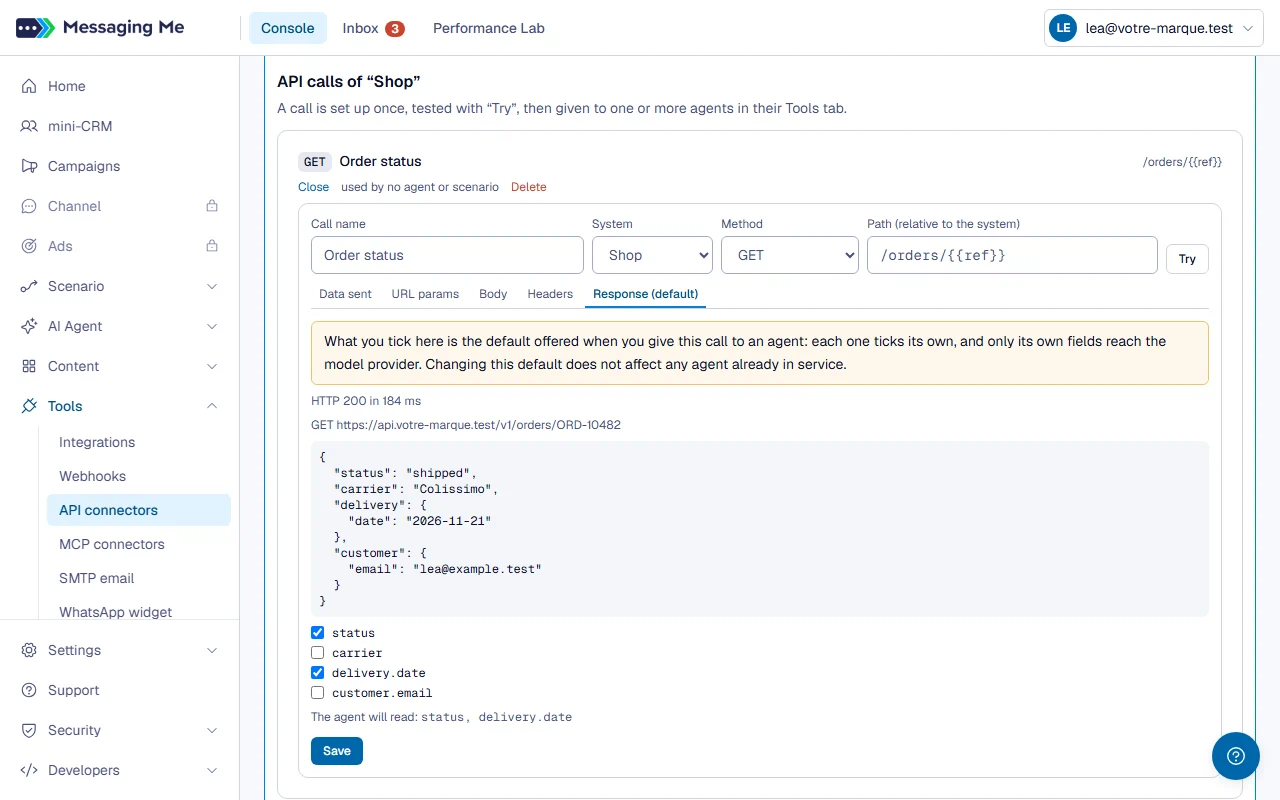 Messaging Me
Console
Inbox 3
Performance Lab
LE lea@votre-marque.test
Home
mini-CRM
Campaigns
Channel
Ads
Scenario
AI Agent
Content
Tools
Integrations
Webhooks
API connectors
MCP connectors
SMTP email
WhatsApp widget
Settings
Support
Security
Developers
API calls of “Shop”
A call is set up once, tested with “Try”, then given to one or more agents in their Tools tab.
GET Order status /orders/{{ref}}
Close used by no agent or scenario Delete
Call name System Method Path (relative to the system)
Order status Shop GET /orders/{{ref}} Try
Data sent URL params Body Headers Response (default)
What you tick here is the default offered when you give this call to an agent: each one ticks its own, and only its own fields reach the
model provider. Changing this default does not affect any agent already in service.
HTTP 200 in 184 ms
GET https://api.votre-marque.test/v1/orders/ORD-10482
{
  "status": "shipped",
  "carrier": "Colissimo",
  "delivery": {
    "date": "2026-11-21"
  },
  "customer": {
    "email": "lea@example.test"
  }
}
status
carrier
delivery.date
customer.email
The agent will read: status, delivery.date
Save